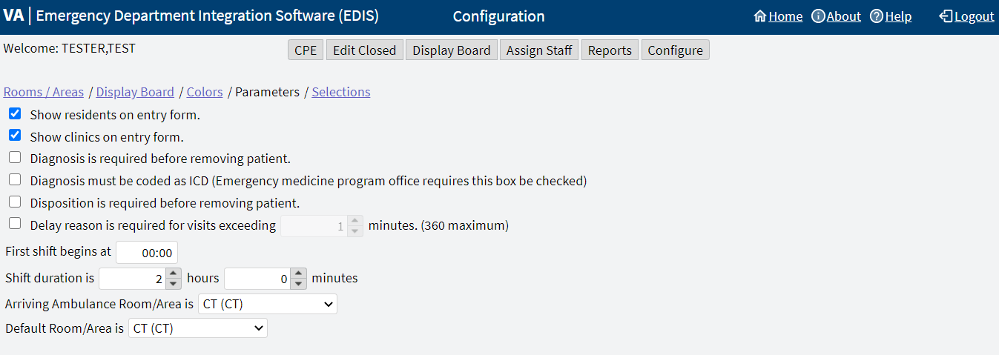 VA | Emergency Department Integration Software (EDIS) Configuration Home About Help Logout
Welcome: TESTER,TEST CPE Edit Closed Display Board Assign Staff Reports Configure
Rooms / Areas / Display Board / Colors / Parameters / Selections
Show residents on entry form.
Show clinics on entry form.
Diagnosis is required before removing patient.
Diagnosis must be coded as ICD (Emergency medicine program office requires this box be checked)
Disposition is required before removing patient.
Delay reason is required for visits exceeding 1 minutes. (360 maximum)
First shift begins at 00:00
Shift duration is 2 hours 0 minutes
Arriving Ambulance Room/Area is CT (CT)
Default Room/Area is CT (CT)